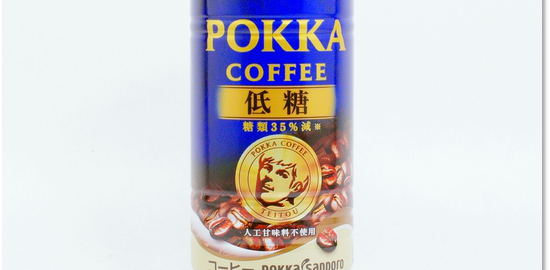 POKKA
COFFEE
低糖
糖類35%減※
POKKA COFFEE
TEITOU
人工甘味料不使用
コーヒー pokka sapporo